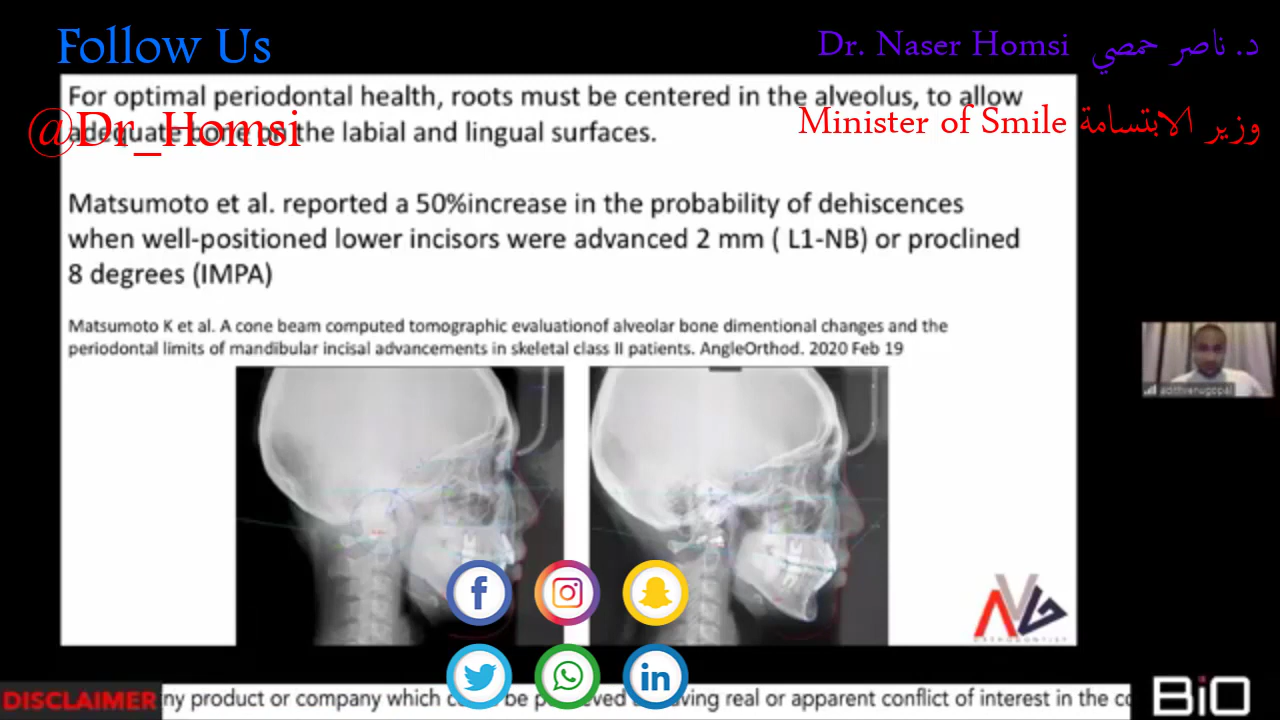 Follow Us
Dr. Naser Homsi د. ناصر حمصي
For optimal periodontal health, roots must be centered in the alveolus, to allow
@Dr_Homsi
adequate bone on the labial and lingual surfaces.
Minister of Smile وزير الابتسامة
Matsumoto et al. reported a 50%increase in the probability of dehiscences
when well-positioned lower incisors were advanced 2 mm ( L1-NB) or proclined
8 degrees (IMPA)
Matsumoto K et al. A cone beam computed tomographic evaluationof alveolar bone dimentional changes and the
periodontal limits of mandibular incisal advancements in skeletal class II patients. AngleOrthod. 2020 Feb 19
adithvenugopal
DISCLAIMER ny product or company which be ving real or apparent conflict of interest in the co
BiO